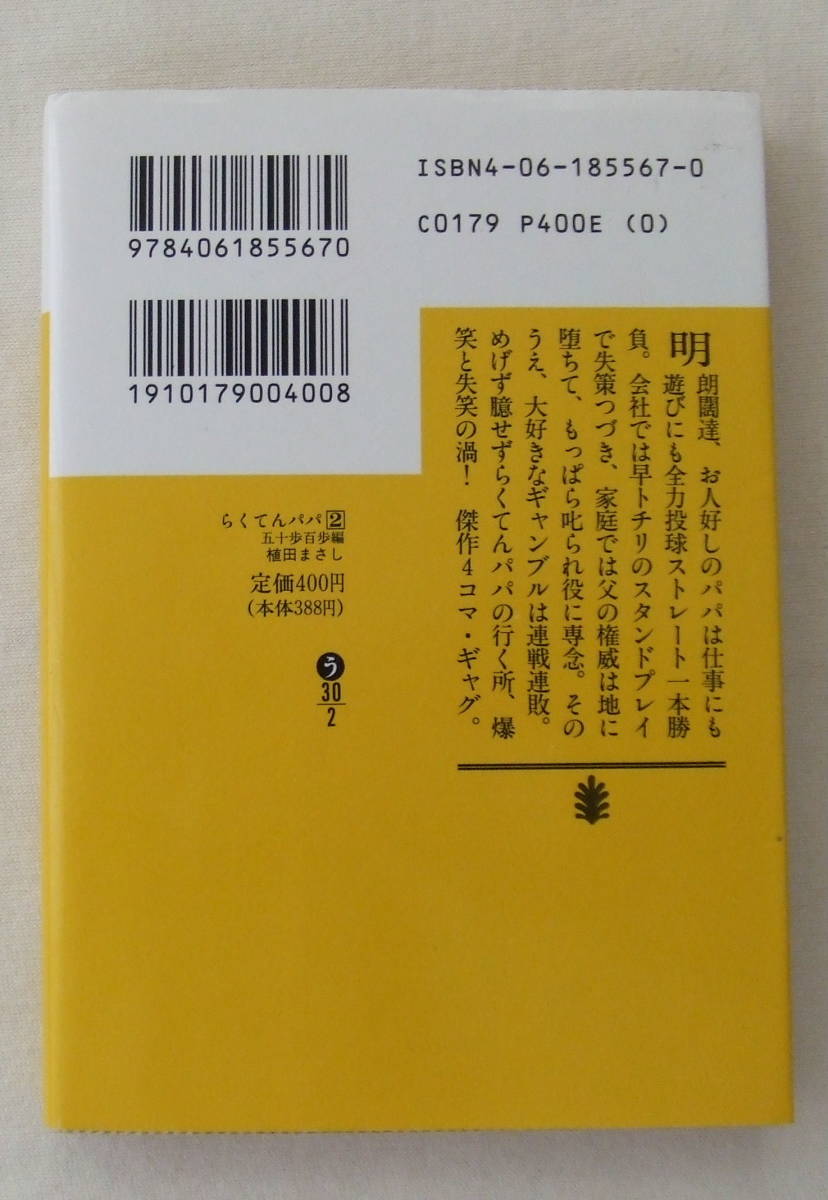 ISBN4-06-185567-0
C0179 P400E (0)
9784061855670
1910179004008
明朗闊達、お人好しのパパは仕事にも
遊びにも全力投球ストレート一本勝
負。会社では早トチリのスタンドプレイ
で失策つづき、家庭では父の権威は地に
堕ちて、もっぱら叱られ役に専念。その
うえ、大好きなギャンブルは連戦連敗。
めげず臆せずらくてんパパの行く所、爆
笑と失笑の渦！ 傑作4コマ・ギャグ。
らくてんパパ2
五十歩百歩編
植田まさし
定価400円
(本体388円)
う
30
2